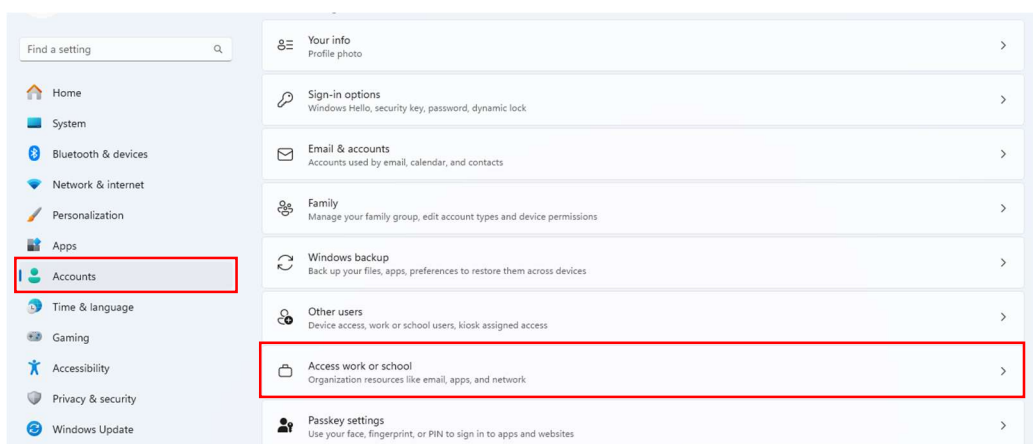 Find a setting
Home
System
Bluetooth & devices
Network & internet
Personalization
Apps
Accounts
Time & language
Gaming
Accessibility
Privacy & security
Windows Update
Your info
Profile photo
Sign-in options
Windows Hello, security key, password, dynamic lock
Email & accounts
Accounts used by email, calendar, and contacts
Family
Manage your family group, edit account types and device permissions
Windows backup
Back up your files, apps, preferences to restore them across devices
Other users
Device access, work or school users, kiosk assigned access
Access work or school
Organization resources like email, apps, and network
Passkey settings
Use your face, fingerprint, or PIN to sign in to apps and websites